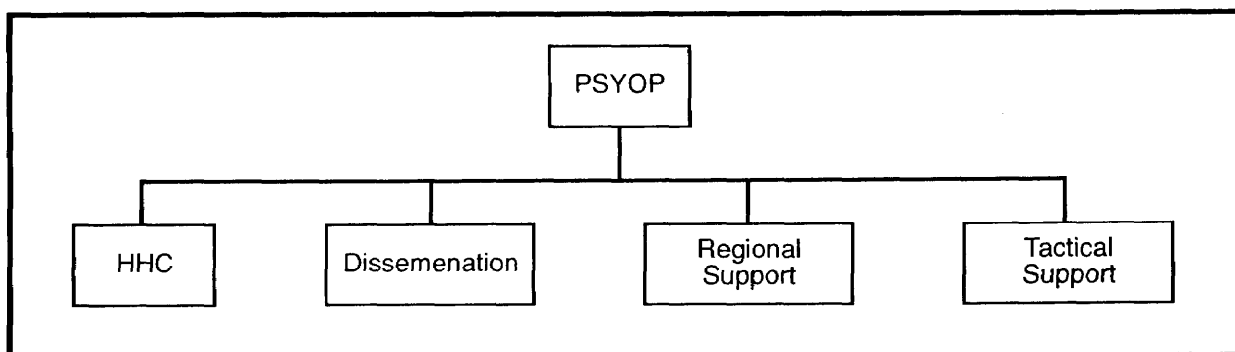 PSYOP
HHC
Dissemenation
Regional
Support
Tactical
Support